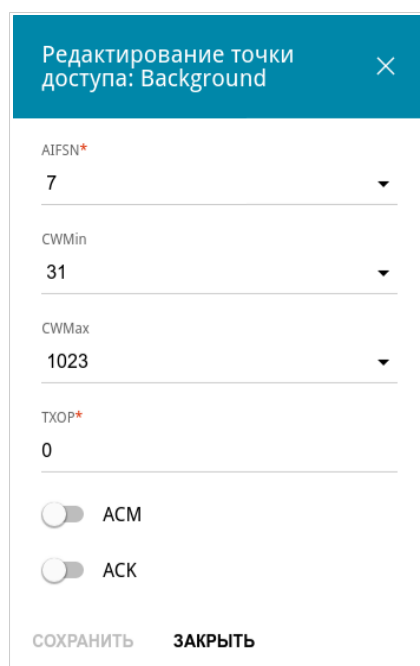 Редактирование точки
доступа: Background
AIFSN*
7
CWMin
31
CWMax
1023
TXOP*
0
ACM
ACK
СОХРАНИТЬ ЗАКРЫТЬ